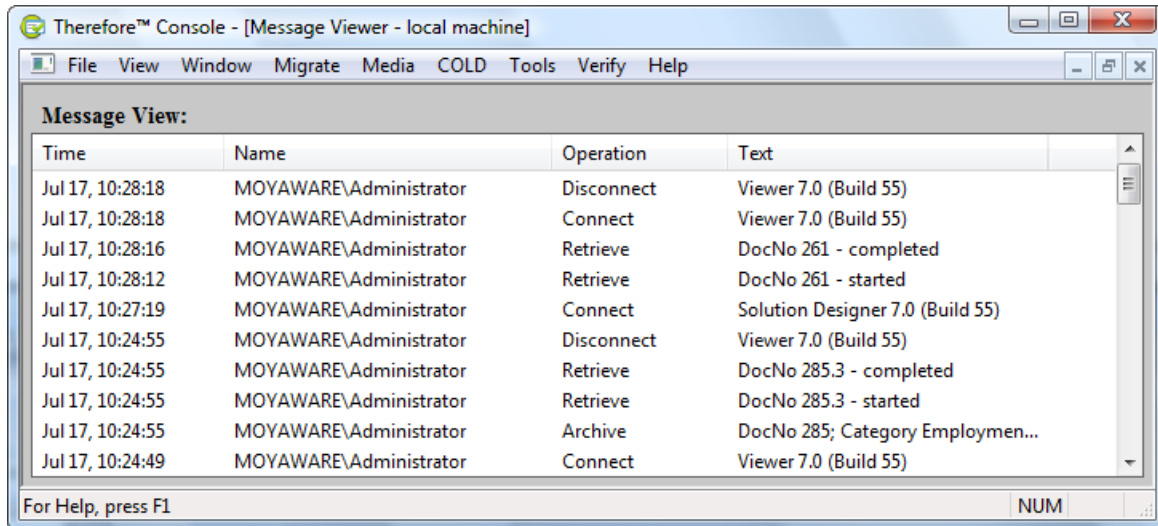 Therefore™ Console - [Message Viewer - local machine]
File View Window Migrate Media COLD Tools Verify Help
Message View:
Time Name Operation Text
Jul 17, 10:28:18 MOYAWARE\Administrator Disconnect Viewer 7.0 (Build 55)
Jul 17, 10:28:18 MOYAWARE\Administrator Connect Viewer 7.0 (Build 55)
Jul 17, 10:28:16 MOYAWARE\Administrator Retrieve DocNo 261 - completed
Jul 17, 10:28:12 MOYAWARE\Administrator Retrieve DocNo 261 - started
Jul 17, 10:27:19 MOYAWARE\Administrator Connect Solution Designer 7.0 (Build 55)
Jul 17, 10:24:55 MOYAWARE\Administrator Disconnect Viewer 7.0 (Build 55)
Jul 17, 10:24:55 MOYAWARE\Administrator Retrieve DocNo 285.3 - completed
Jul 17, 10:24:55 MOYAWARE\Administrator Retrieve DocNo 285.3 - started
Jul 17, 10:24:55 MOYAWARE\Administrator Archive DocNo 285; Category Employmen...
Jul 17, 10:24:49 MOYAWARE\Administrator Connect Viewer 7.0 (Build 55)
For Help, press F1 NUM